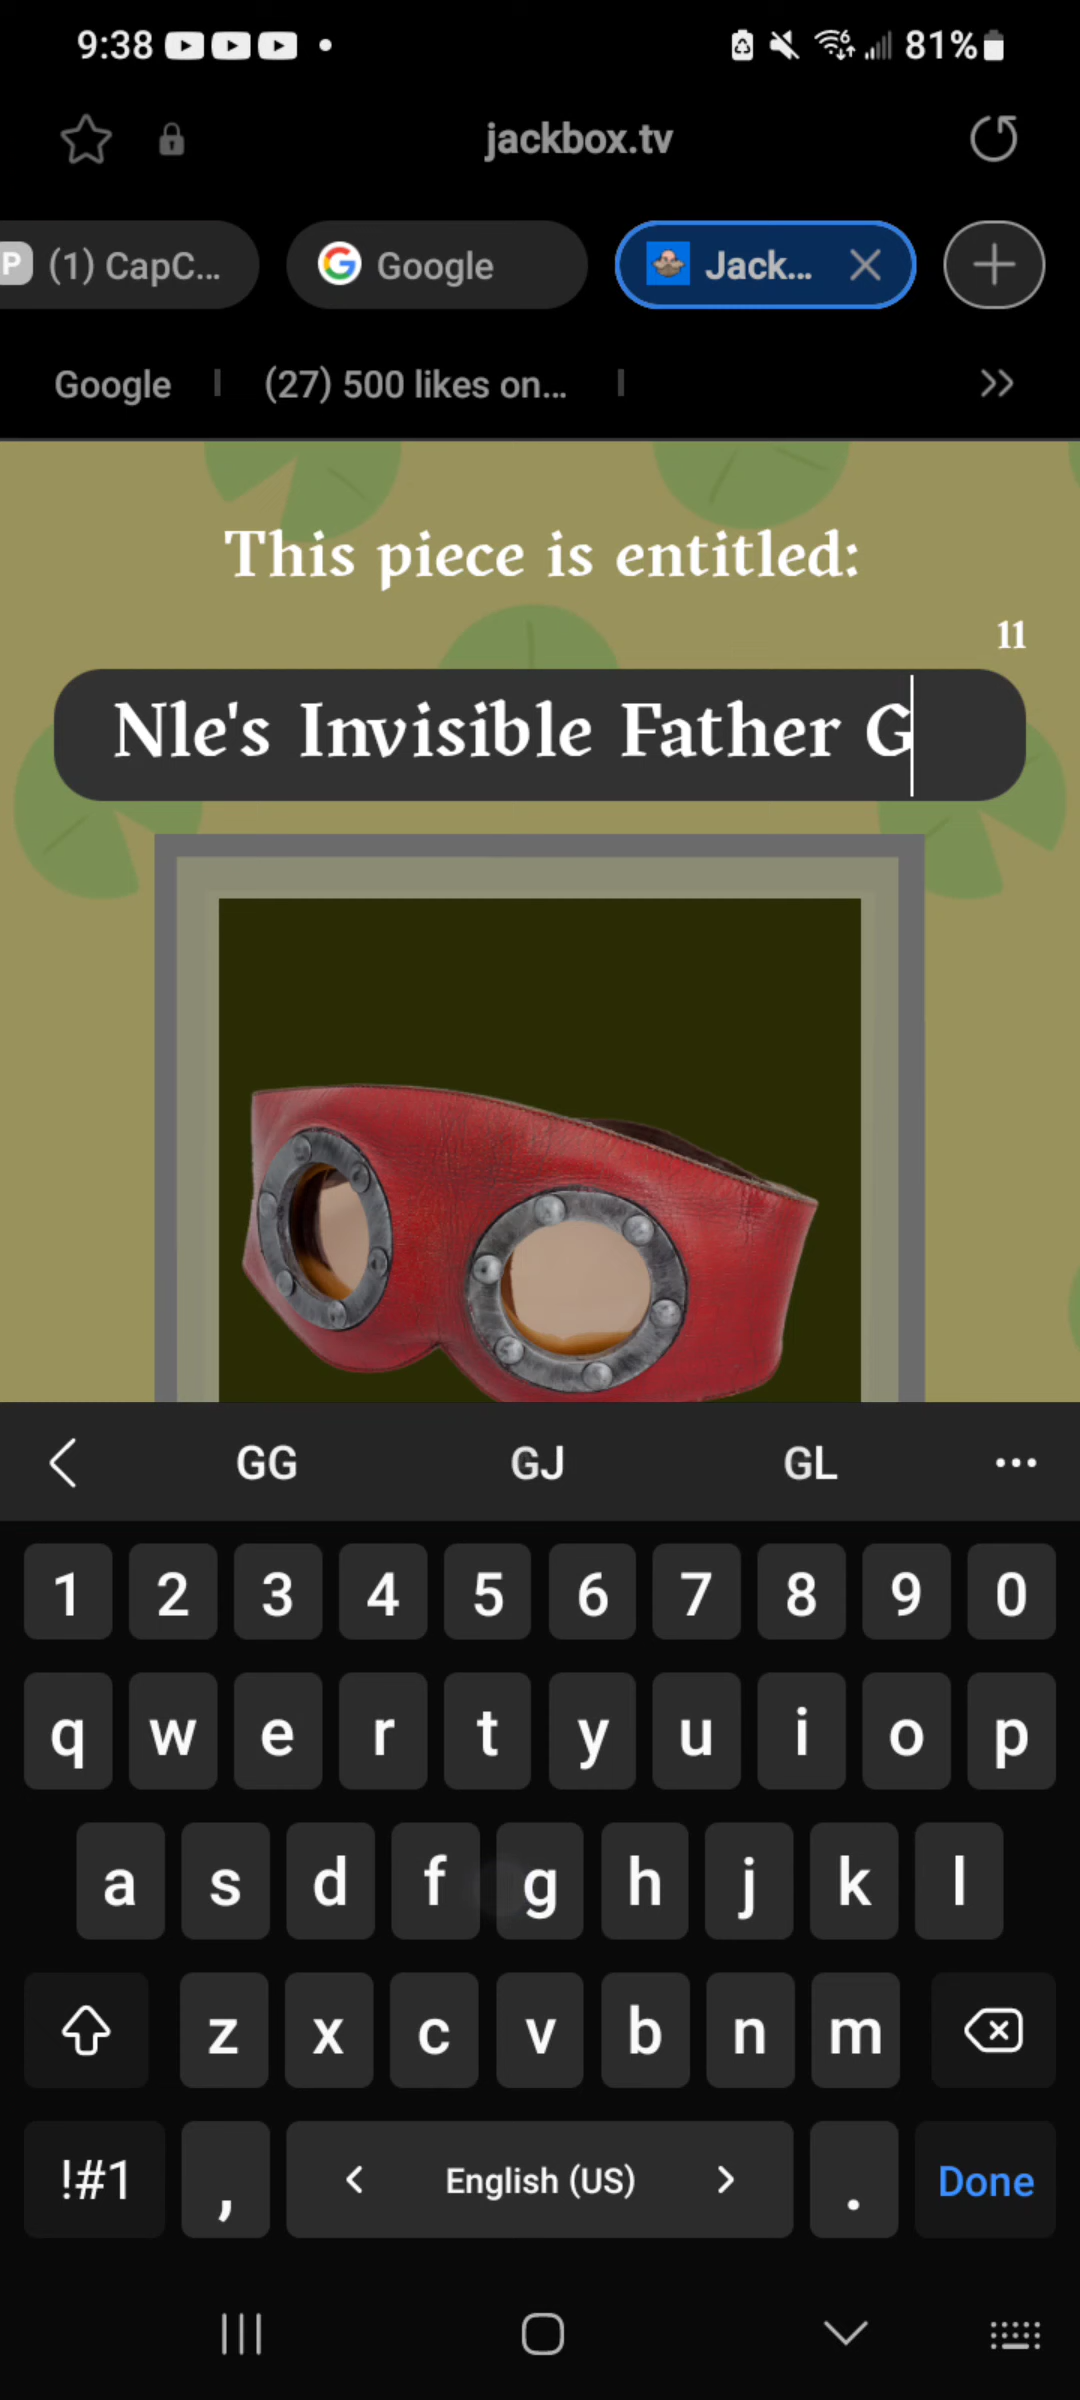 9:38
81%
jackbox.tv
P (1) CapC...
Google
Jack...
Google
(27) 500 likes on...
This piece is entitled:
11
Nle's Invisible Father G
GG GJ GL
1 2 3 4 5 6 7 8 9 0
q w e r t y u i o p
a s d f g h j k l
z x c v b n m
!#1 , English (US) . Done